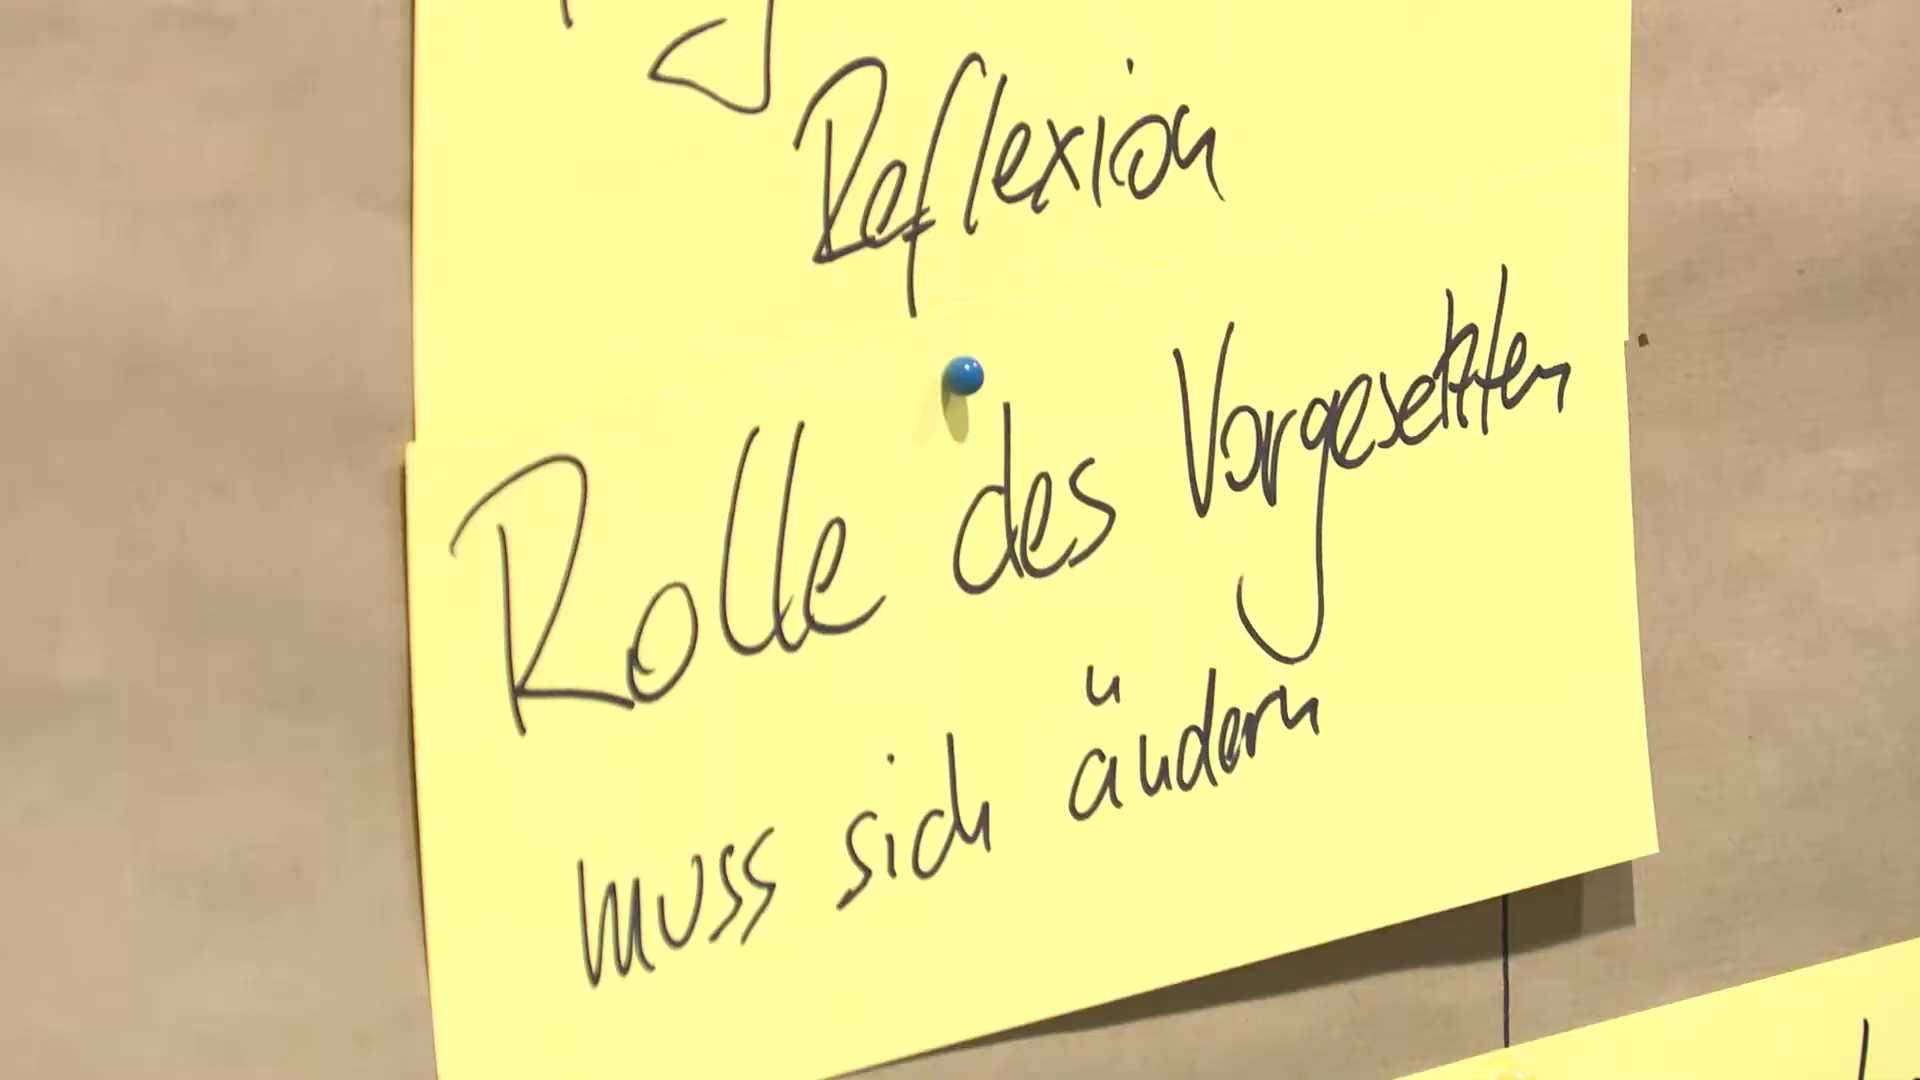 Reflexion
Rolle des Vorgesetzten
muss sich ändern